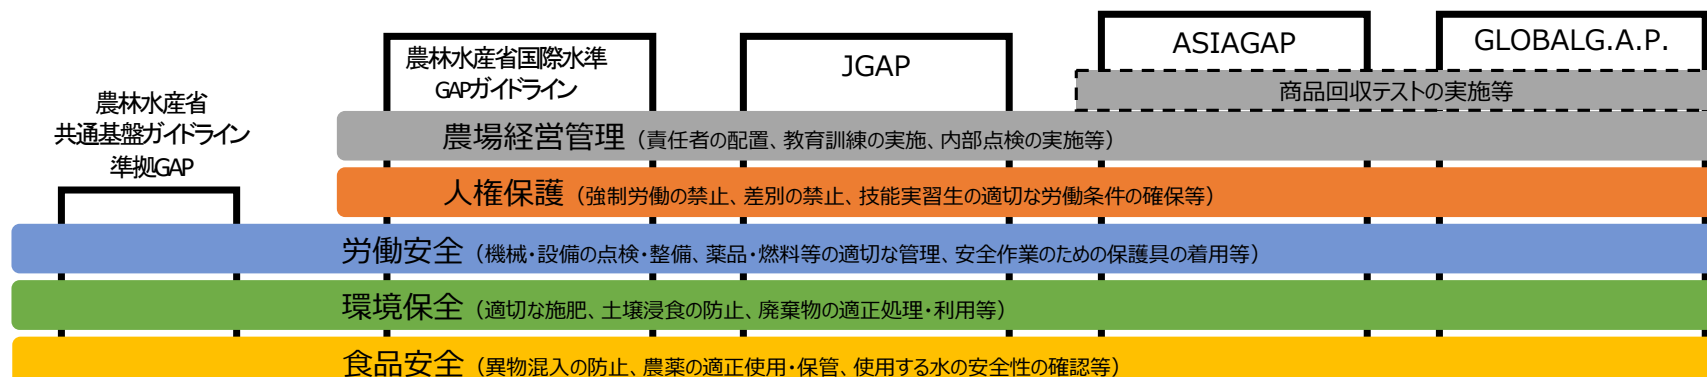 農林水産省
共通基盤ガイドライン
準拠GAP
農林水産省国際水準
GAPガイドライン
JGAP
ASIAGAP
GLOBALG.A.P.
商品回収テストの実施等
農場経営管理（責任者の配置、教育訓練の実施、内部点検の実施等）
人権保護（強制労働の禁止、差別の禁止、技能実習生の適切な労働条件の確保等）
労働安全（機械・設備の点検・整備、薬品・燃料等の適切な管理、安全作業のための保護具の着用等）
環境保全（適切な施肥、土壌浸食の防止、廃棄物の適正処理・利用等）
食品安全（異物混入の防止、農薬の適正使用・保管、使用する水の安全性の確認等）